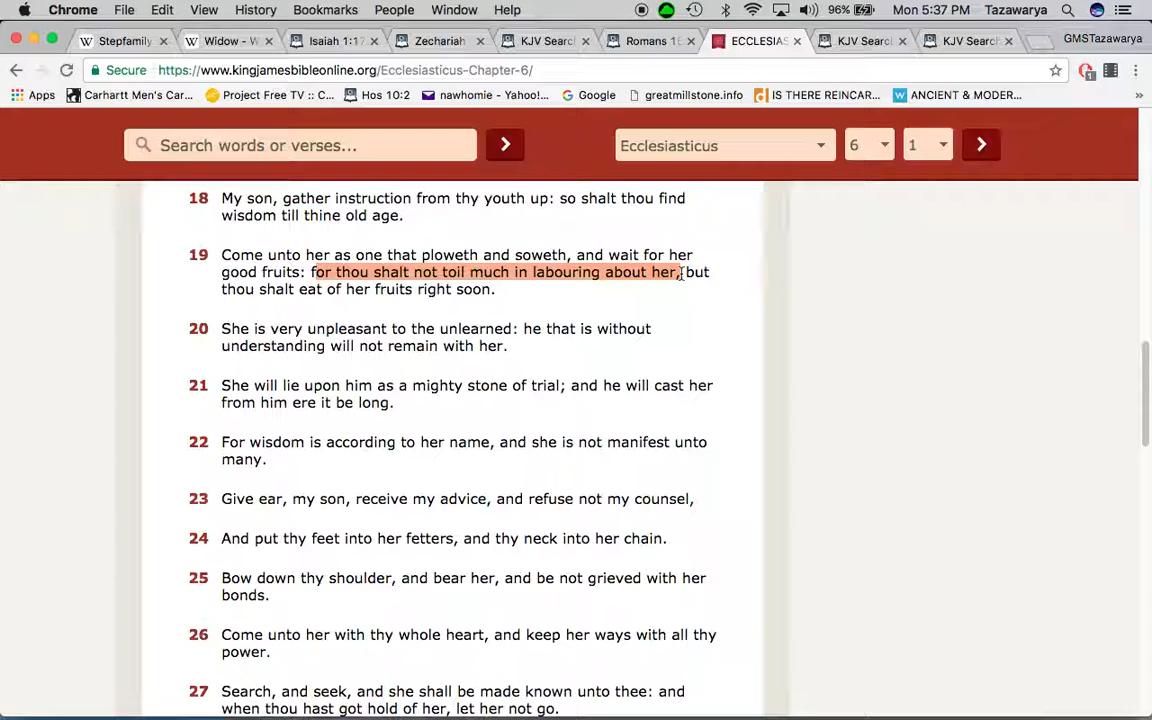 Chrome File Edit View History Bookmarks People Window Help 96% Mon 5:37 PM Tazawarya
Stepfamily Widow - W Isaiah 1:17 Zechariah KJV Searc Romans 16 ECCLESIAS KJV Searc KJV Search GMSTazawarya
Secure https://www.kingjamesbibleonline.org/Ecclesiasticus-Chapter-6/
Apps Carhartt Men's Car... Project Free TV :: C... Hos 10:2 nawhomie - Yahoo!... Google greatmillstone.info IS THERE REINCAR... ANCIENT & MODER... »
Search words or verses... Ecclesiasticus 6 1
18 My son, gather instruction from thy youth up: so shalt thou find
wisdom till thine old age.
19 Come unto her as one that ploweth and soweth, and wait for her
good fruits: for thou shalt not toil much in labouring about her, but
thou shalt eat of her fruits right soon.
20 She is very unpleasant to the unlearned: he that is without
understanding will not remain with her.
21 She will lie upon him as a mighty stone of trial; and he will cast her
from him ere it be long.
22 For wisdom is according to her name, and she is not manifest unto
many.
23 Give ear, my son, receive my advice, and refuse not my counsel,
24 And put thy feet into her fetters, and thy neck into her chain.
25 Bow down thy shoulder, and bear her, and be not grieved with her
bonds.
26 Come unto her with thy whole heart, and keep her ways with all thy
power.
27 Search, and seek, and she shall be made known unto thee: and
when thou hast got hold of her, let her not go.